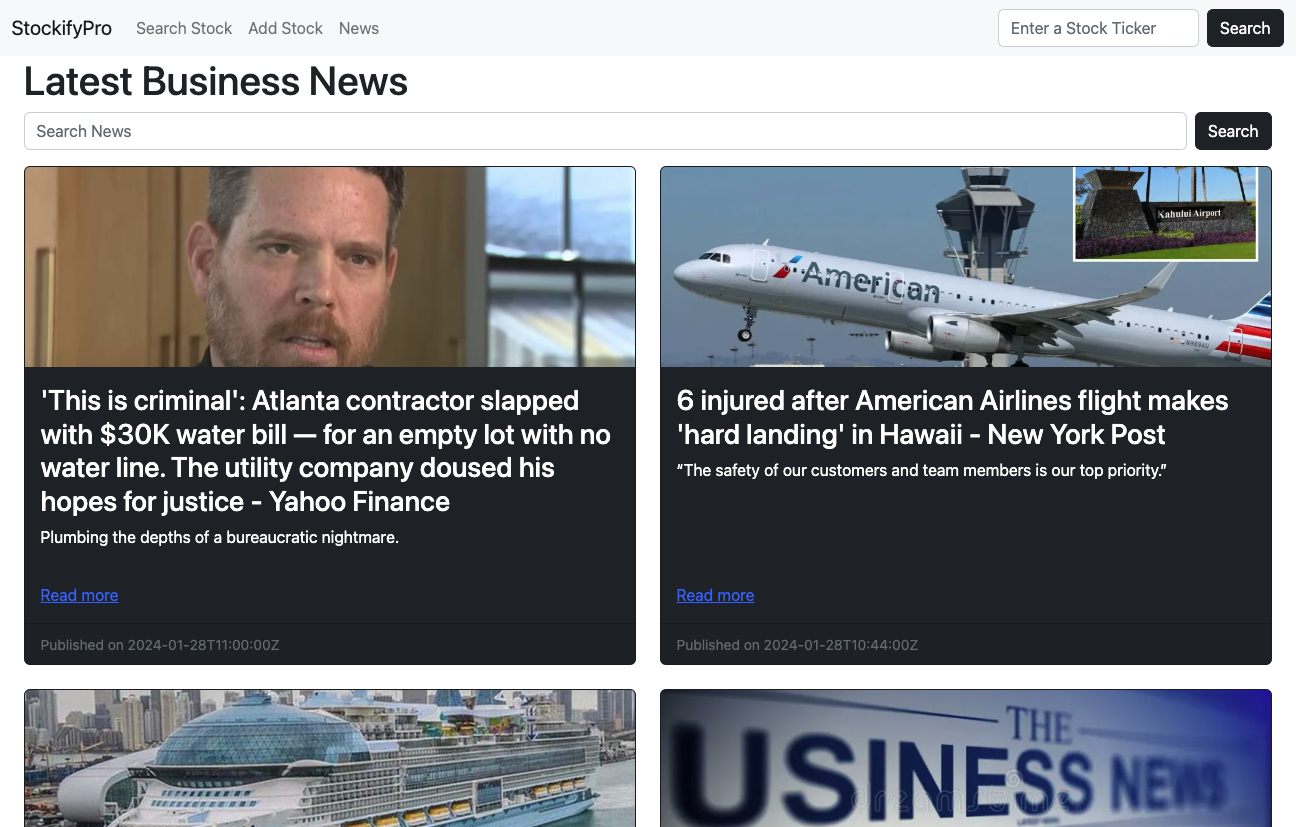 StockifyPro Search Stock Add Stock News Enter a Stock Ticker Search
Latest Business News
Search News Search
Kahului Airport
American
N989AU
'This is criminal': Atlanta contractor slapped
with $30K water bill — for an empty lot with no
water line. The utility company doused his
hopes for justice - Yahoo Finance
Plumbing the depths of a bureaucratic nightmare.
Read more
Published on 2024-01-28T11:00:00Z
6 injured after American Airlines flight makes
'hard landing' in Hawaii - New York Post
“The safety of our customers and team members is our top priority.”
Read more
Published on 2024-01-28T10:44:00Z
THE
USINESS NEWS
dreamstime